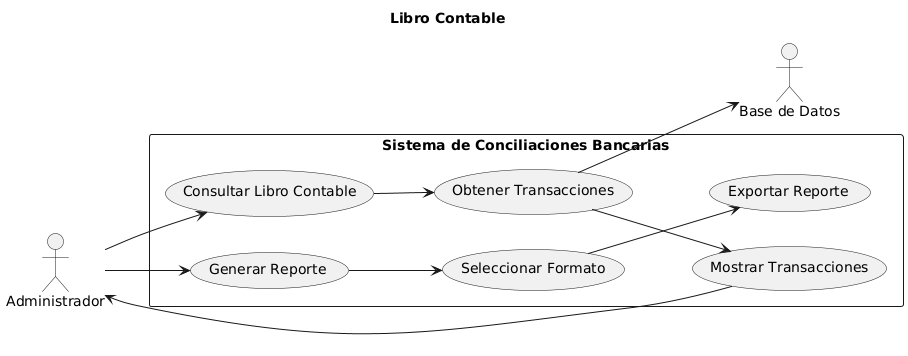 Libro Contable
Base de Datos
Sistema de Conciliaciones Bancarias
Consultar Libro Contable
Obtener Transacciones
Exportar Reporte
Generar Reporte
Seleccionar Formato
Mostrar Transacciones
Administrador